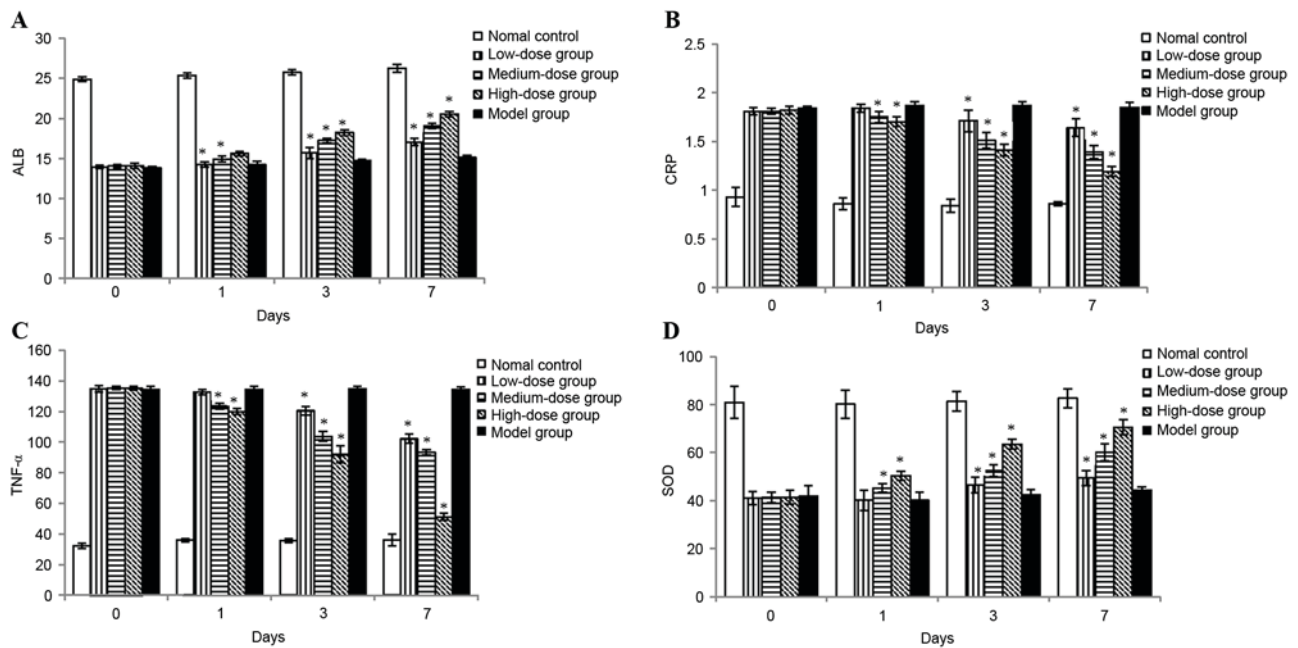 A
30
25
20
15
10
5
0
ALB
* * * * * * * *
0 1 3 7
Days
Nomal control
Low-dose group
Medium-dose group
High-dose group
Model group
B
2.5
2
1.5
1
0.5
0
CRP
* * * * * * * *
0 1 3 7
Days
Nomal control
Low-dose group
Medium-dose group
High-dose group
Model group
C
160
140
120
100
80
60
40
20
0
TNF-α
* * * * * * * *
0 1 3 7
Days
Nomal control
Low-dose group
Medium-dose group
High-dose group
Model group
D
100
80
60
40
20
0
SOD
* * * * * * * *
0 1 3 7
Days
Nomal control
Low-dose group
Medium-dose group
High-dose group
Model group